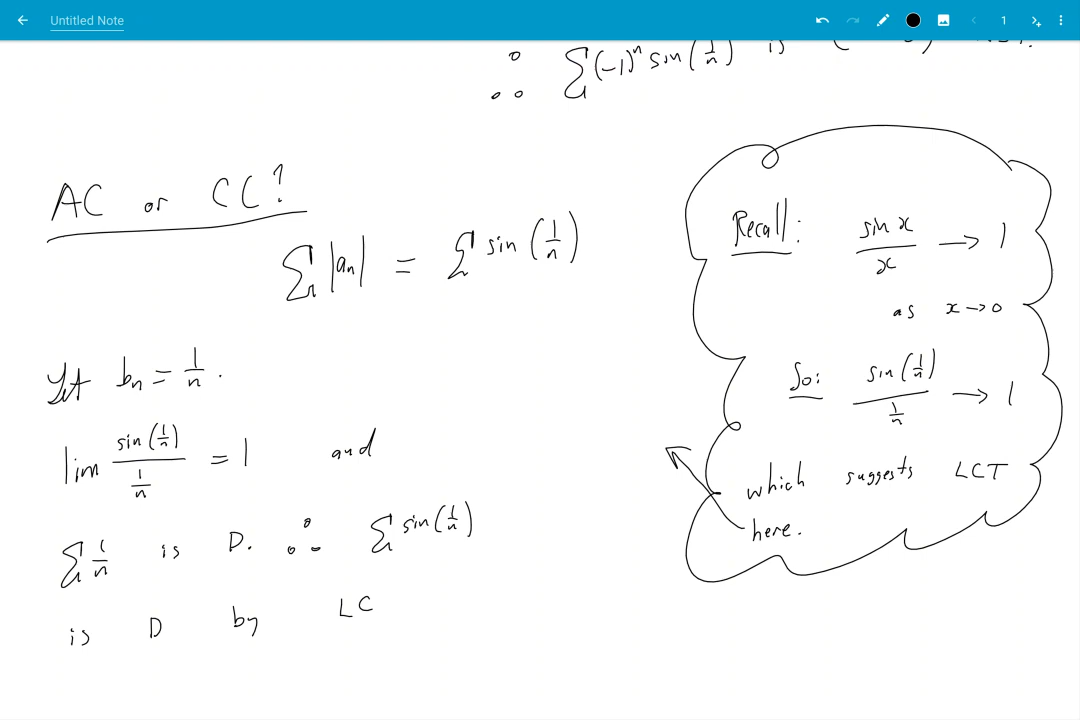 Untitled Note
1
∴ Σ(-1)^n sin(1/n) is
AC or CC?
Σ|an| = Σ sin(1/n)
Let bn = 1/n.
lim sin(1/n) / (1/n) = 1 and
Σ 1/n is D. ∴ Σ sin(1/n)
is D by LC
Recall: sin x / x → 1
as x→0
So: sin(1/n) / (1/n) → 1
which suggests LCT
here.